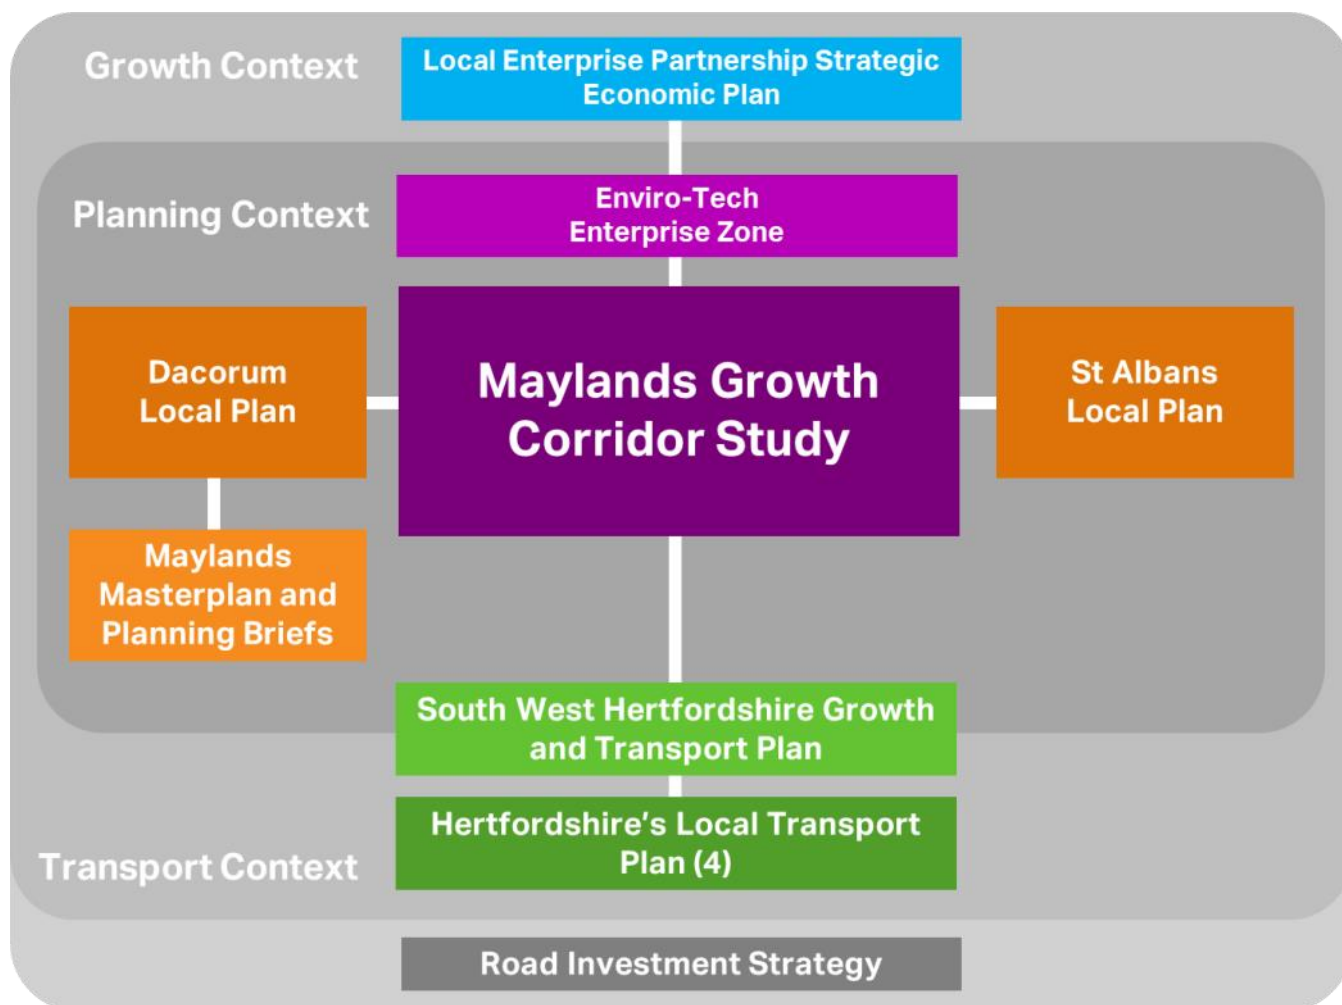 Growth Context
Local Enterprise Partnership Strategic
Economic Plan
Planning Context
Enviro-Tech
Enterprise Zone
Dacorum
Local Plan
Maylands Growth
Corridor Study
St Albans
Local Plan
Maylands
Masterplan and
Planning Briefs
South West Hertfordshire Growth
and Transport Plan
Hertfordshire’s Local Transport
Plan (4)
Transport Context
Road Investment Strategy